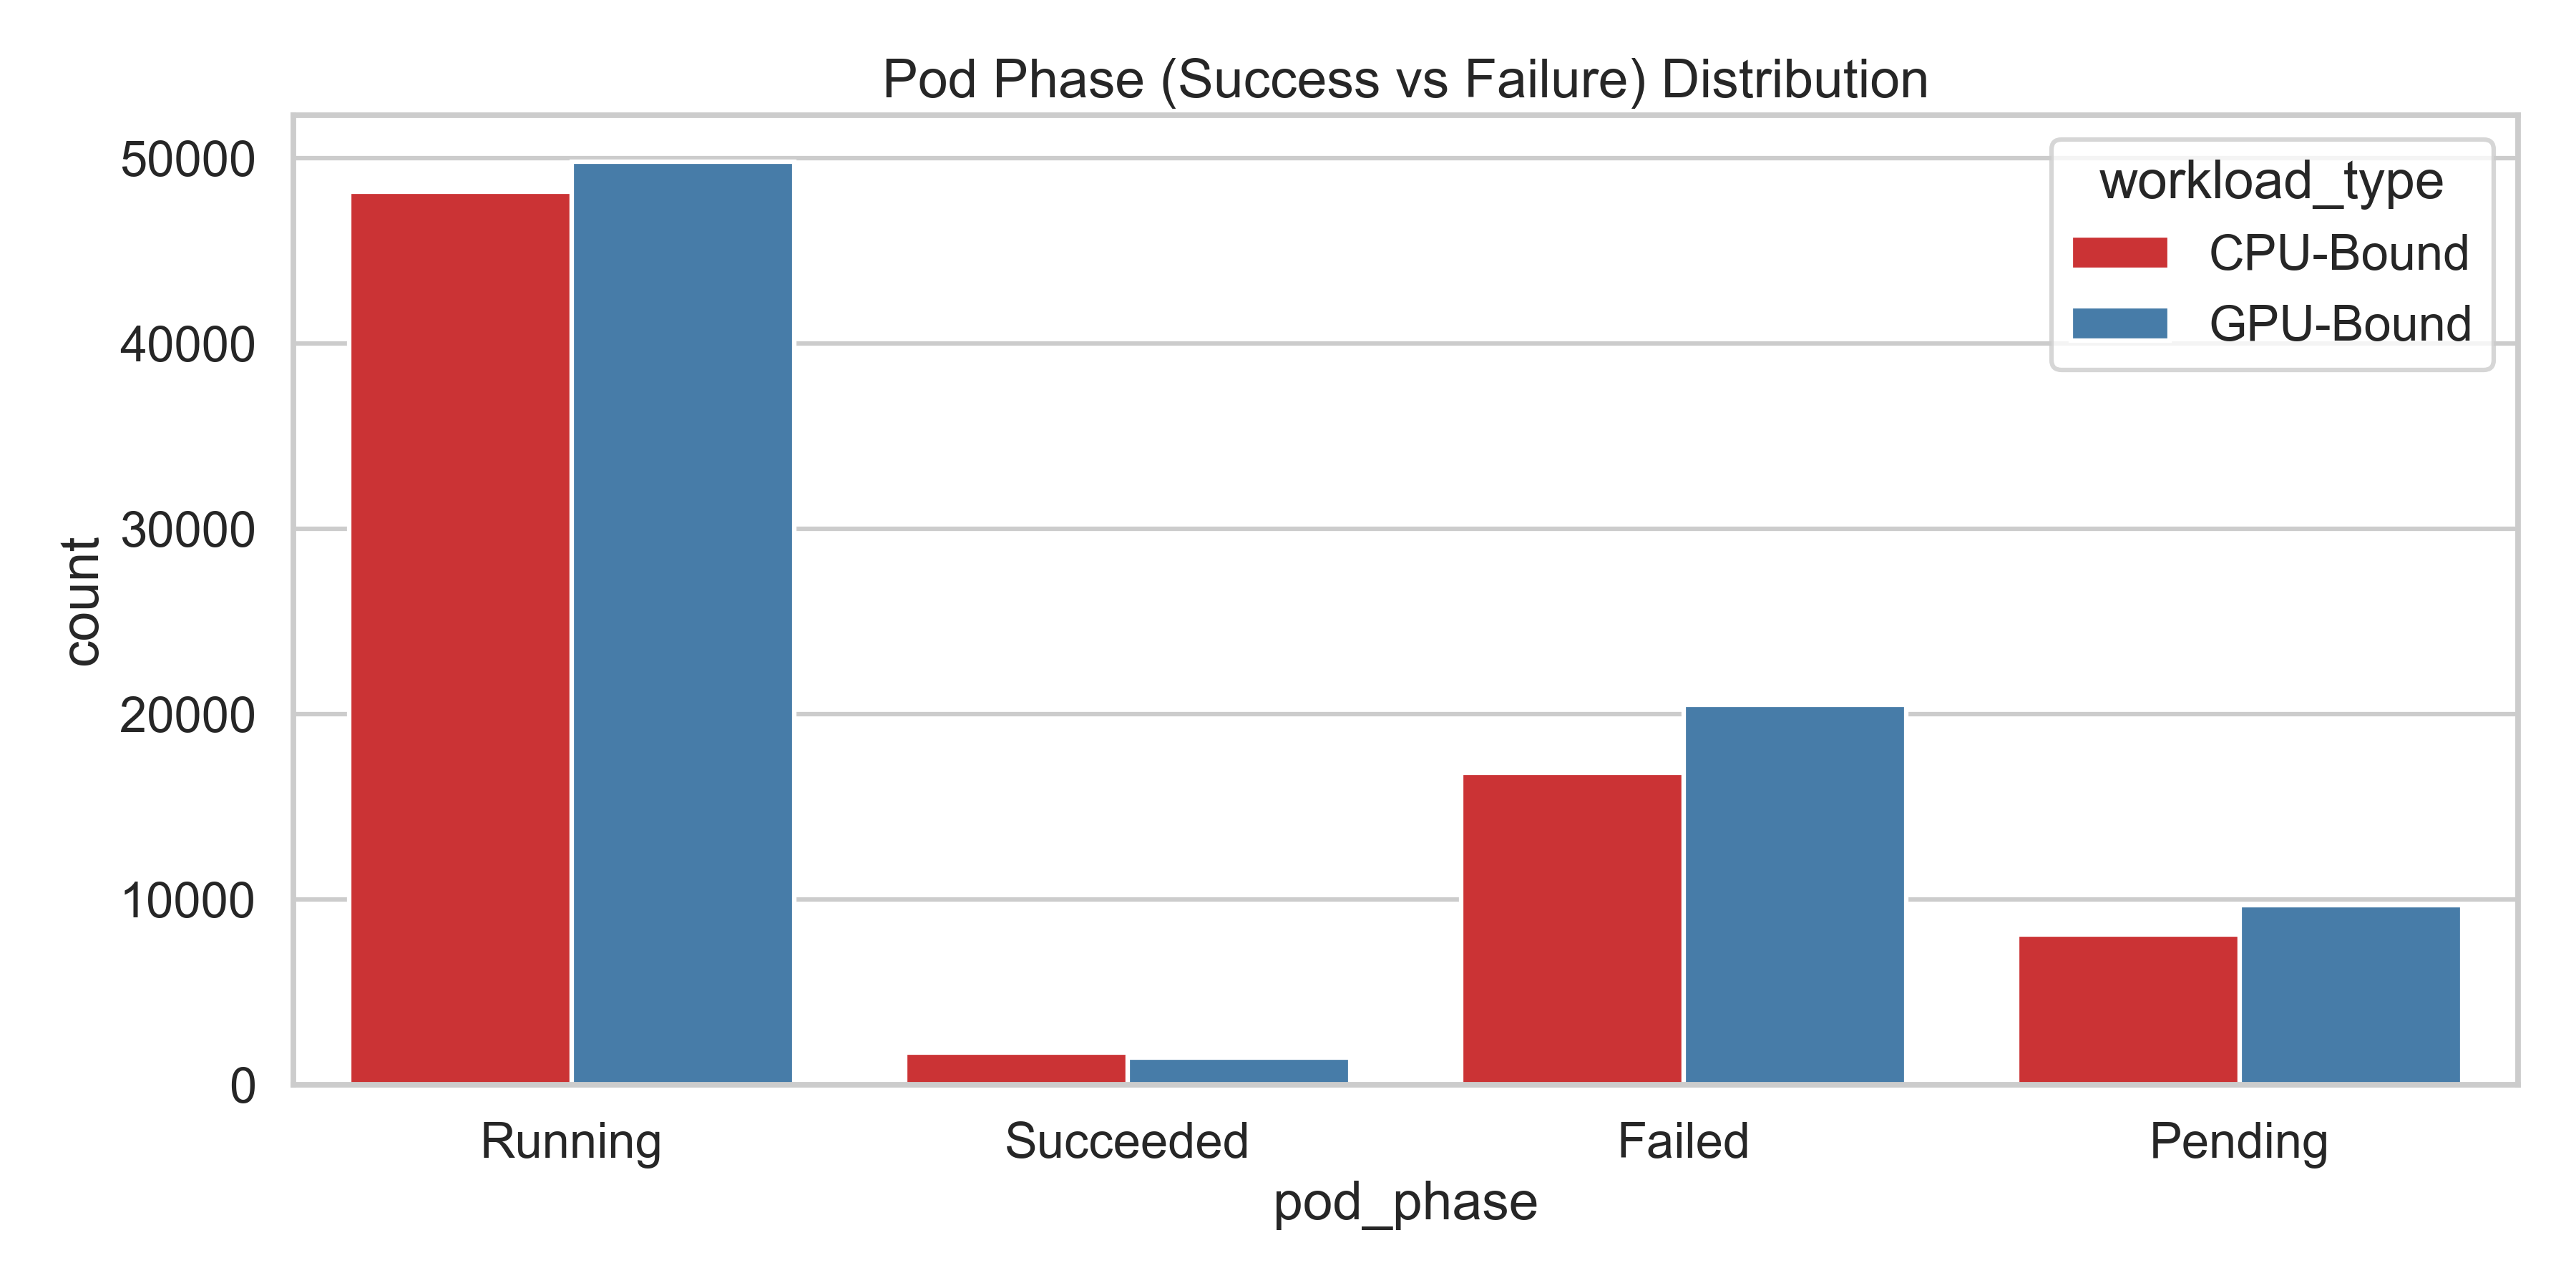 Pod Phase (Success vs Failure) Distribution
workload_type
CPU-Bound
GPU-Bound
50000
40000
30000
20000
10000
0
count
Running
Succeeded
Failed
Pending
pod_phase